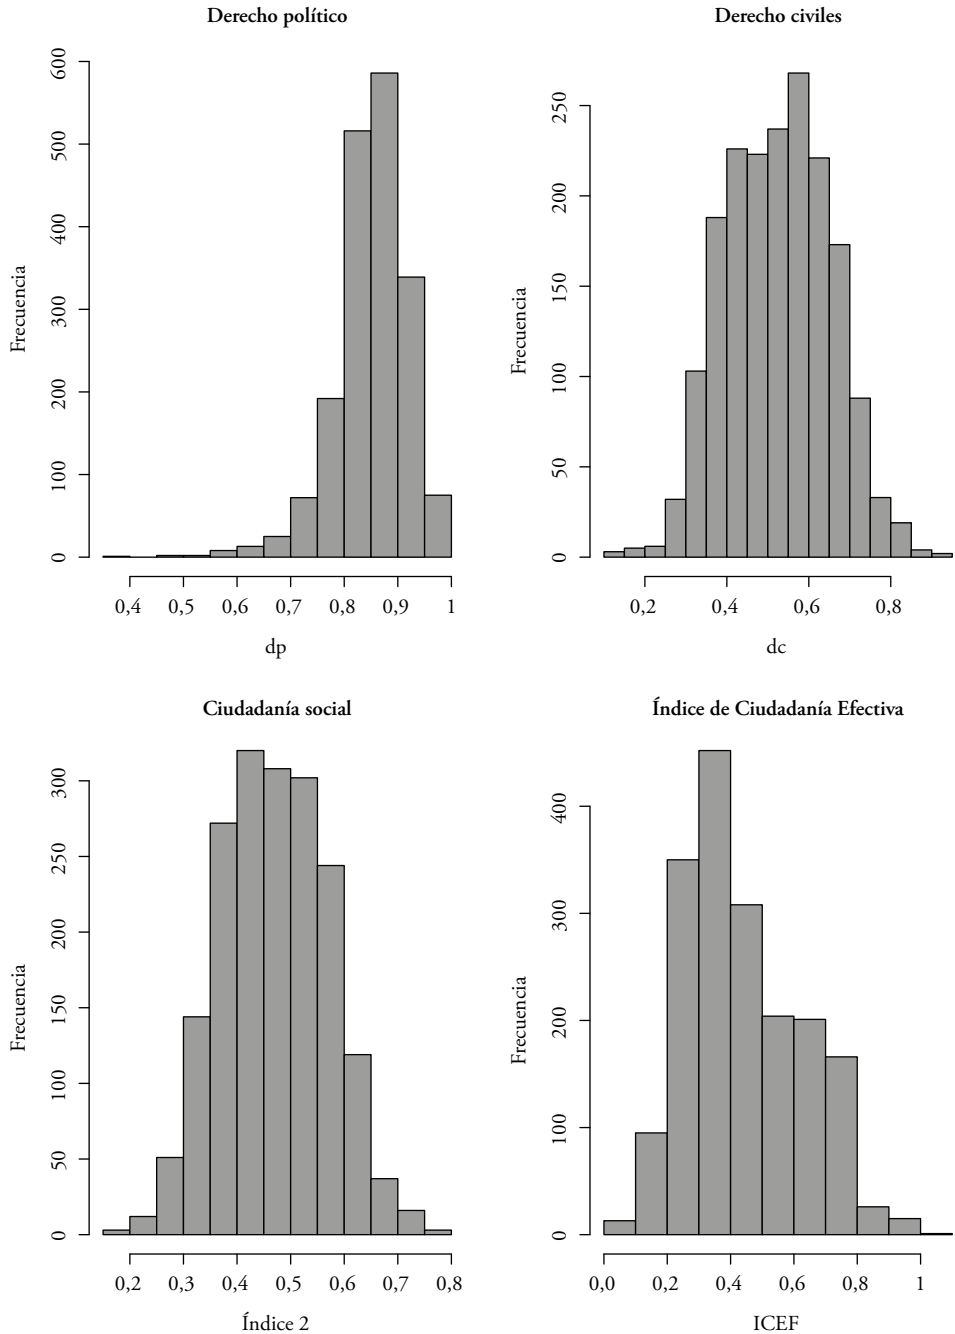 Derecho político
Frecuencia
600
500
400
300
200
100
0
0,4 0,5 0,6 0,7 0,8 0,9 1
dp
Derecho civiles
Frecuencia
250
200
150
100
50
0
0,2 0,4 0,6 0,8
dc
Ciudadanía social
Frecuencia
300
250
200
150
100
50
0
0,2 0,3 0,4 0,5 0,6 0,7 0,8
Índice 2
Índice de Ciudadanía Efectiva
Frecuencia
400
300
200
100
0
0,0 0,2 0,4 0,6 0,8 1
ICEF